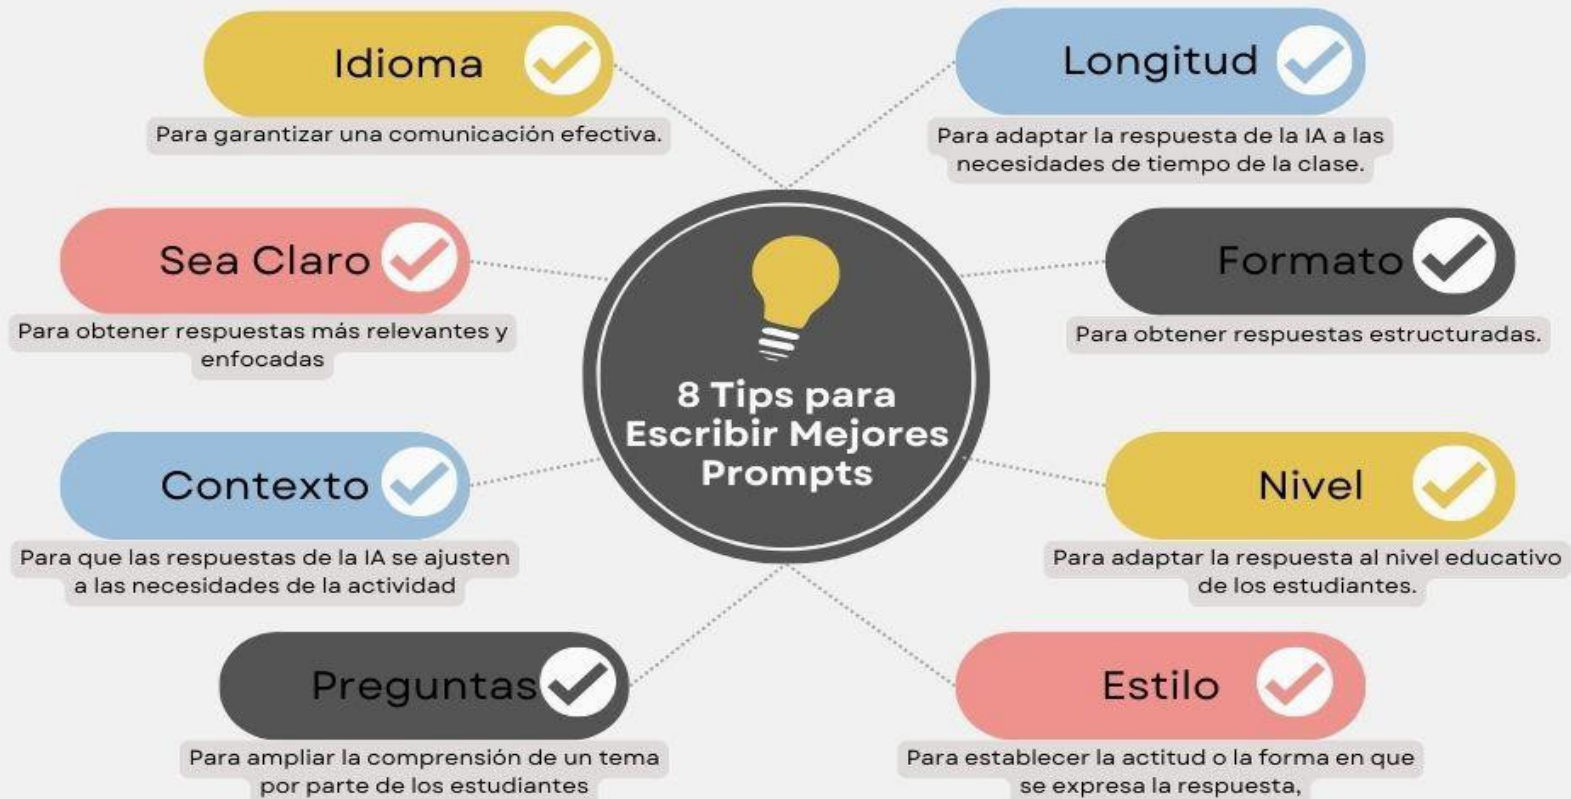 Idioma
Para garantizar una comunicación efectiva.
Sea Claro
Para obtener respuestas más relevantes y
enfocadas
Contexto
Para que las respuestas de la IA se ajusten
a las necesidades de la actividad
Preguntas
Para ampliar la comprensión de un tema
por parte de los estudiantes
8 Tips para
Escribir Mejores
Prompts
Longitud
Para adaptar la respuesta de la IA a las
necesidades de tiempo de la clase.
Formato
Para obtener respuestas estructuradas.
Nivel
Para adaptar la respuesta al nivel educativo
de los estudiantes.
Estilo
Para establecer la actitud o la forma en que
se expresa la respuesta,